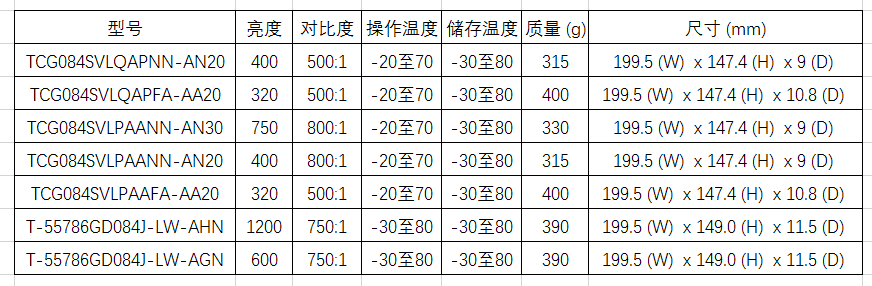 型号 亮度 对比度 操作温度 储存温度 质量 (g) 尺寸 (mm)
TCG084SVLQAPNN-AN20 400 500:1 -20至70 -30至80 315 199.5 (W) x 147.4 (H) x 9 (D)
TCG084SVLQAPFA-AA20 320 500:1 -20至70 -30至80 400 199.5 (W) x 147.4 (H) x 10.8 (D)
TCG084SVLPAANN-AN30 750 800:1 -20至70 -30至80 330 199.5 (W) x 147.4 (H) x 9 (D)
TCG084SVLPAANN-AN20 400 800:1 -20至70 -30至80 315 199.5 (W) x 147.4 (H) x 9 (D)
TCG084SVLPAAFA-AA20 320 500:1 -20至70 -30至80 400 199.5 (W) x 147.4 (H) x 10.8 (D)
T-55786GD084J-LW-AHN 1200 750:1 -30至80 -30至80 390 199.5 (W) x 149.0 (H) x 11.5 (D)
T-55786GD084J-LW-AGN 600 750:1 -30至80 -30至80 390 199.5 (W) x 149.0 (H) x 11.5 (D)